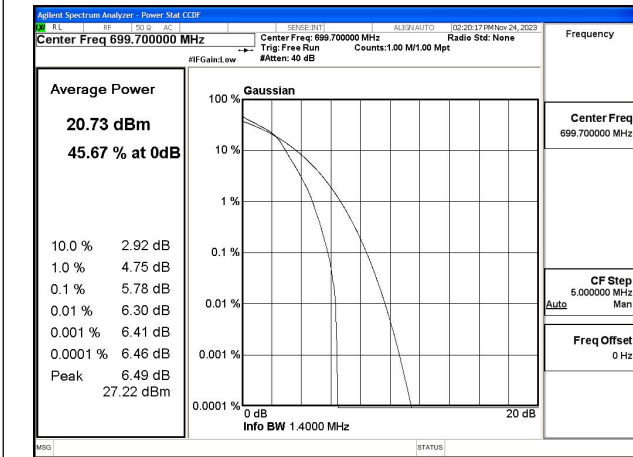 Agilent Spectrum Analyzer - Power Stat CCDF
RL RF 50 Ω AC SENSE:INT ALIGN AUTO 02:20:17 PM Nov 24, 2023
Center Freq 699.700000 MHz
Center Freq: 699.700000 MHz Radio Std: None
Trig: Free Run Counts:1.00 M/1.00 Mpt
#IFGain:Low #Atten: 40 dB
Frequency
Average Power
20.73 dBm
45.67 % at 0dB
10.0 % 2.92 dB
1.0 % 4.75 dB
0.1 % 5.78 dB
0.01 % 6.30 dB
0.001 % 6.41 dB
0.0001 % 6.46 dB
Peak 6.49 dB
27.22 dBm
Gaussian
100 %
10 %
1 %
0.1 %
0.01 %
0.001 %
0.0001 %
0 dB 20 dB
Info BW 1.4000 MHz
Center Freq
699.700000 MHz
CF Step
5.000000 MHz
Auto Man
Freq Offset
0 Hz
MSG STATUS